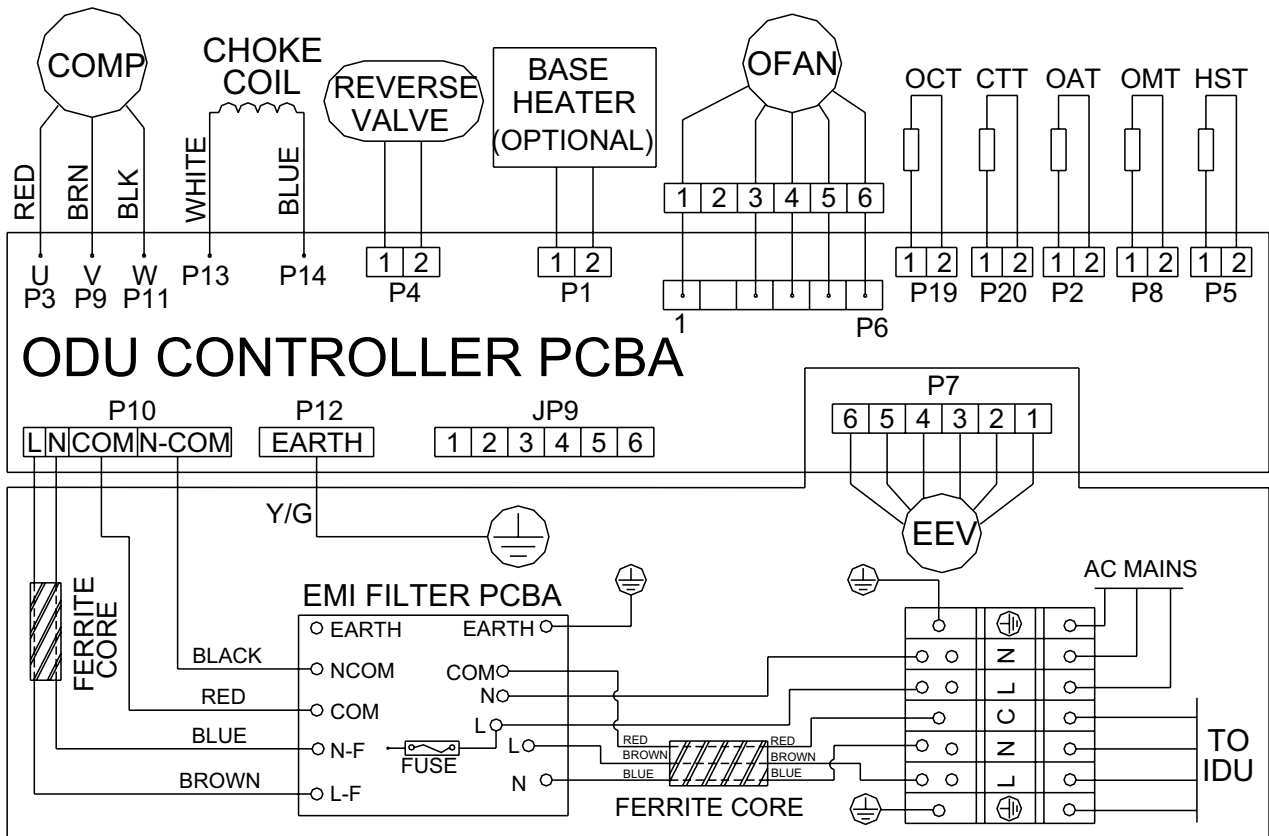 COMP
CHOKE
COIL
REVERSE
VALVE
BASE
HEATER
(OPTIONAL)
OFAN
OCT CTT OAT OMT HST
RED BRN BLK WHITE BLUE
1 2 3 4 5 6
U V W P13 P14
P3 P9 P11
1 2
P4
1 2
P1
1 P6
1 2
P19
1 2
P20
1 2
P2
1 2
P8
1 2
P5
ODU CONTROLLER PCBA
P10
L N COM N-COM
P12
EARTH
JP9
1 2 3 4 5 6
P7
6 5 4 3 2 1
Y/G
EEV
AC MAINS
FERRITE
CORE
EMI FILTER PCBA
EARTH EARTH
BLACK NCOM COM
N
RED COM
L
BLUE N-F
FUSE
L
BROWN L-F
N
RED RED
BROWN BROWN
BLUE BLUE
FERRITE CORE
N
L
C
N
L
TO
IDU